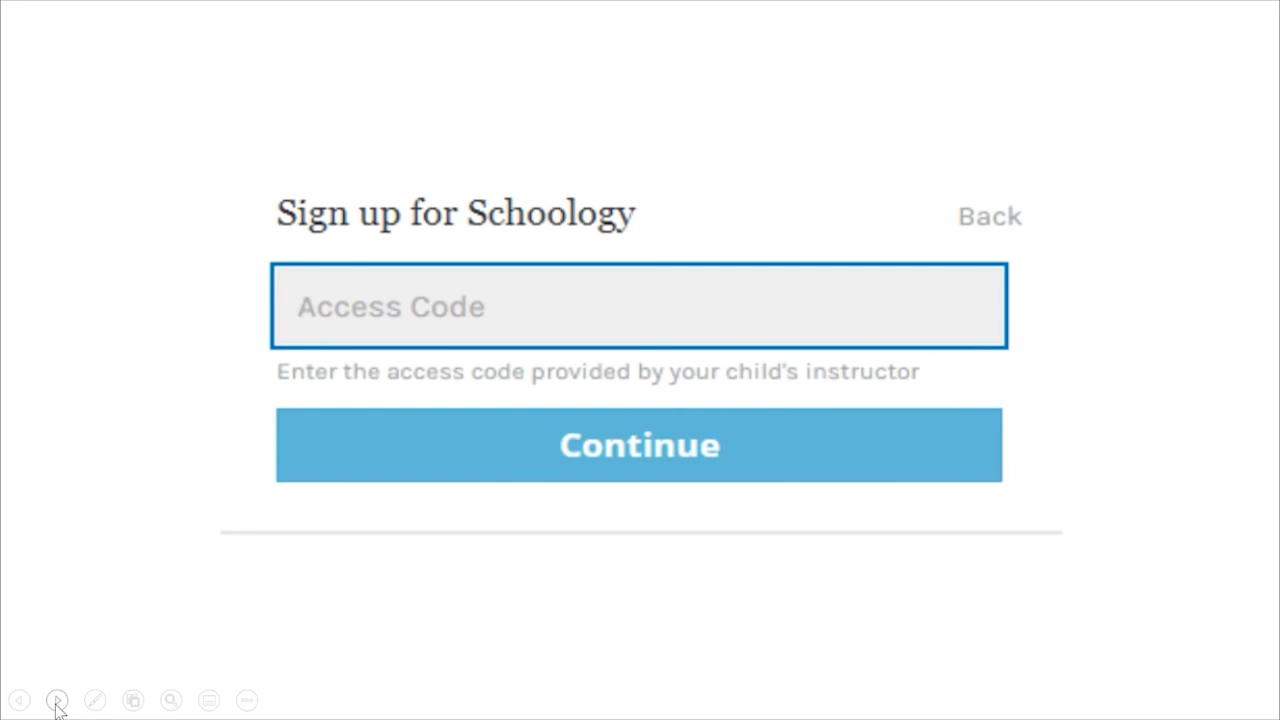 Sign up for Schoology
Back
Access Code
Enter the access code provided by your child's instructor
Continue